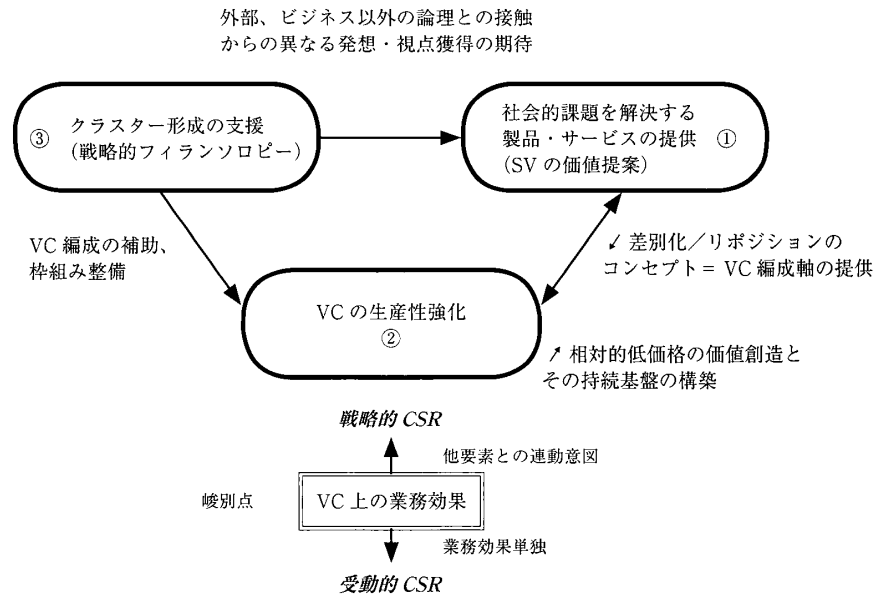 外部、ビジネス以外の論理との接触
からの異なる発想・視点獲得の期待
③ クラスター形成の支援
(戦略的フィランソロピー)
社会的課題を解決する
製品・サービスの提供 ①
(SVの価値提案)
VC編成の補助、
枠組み整備
↙ 差別化／リポジションの
コンセプト＝VC編成軸の提供
VCの生産性強化
②
↗ 相対的低価格の価値創造と
その持続基盤の構築
戦略的CSR
他要素との連動意図
峻別点
VC上の業務効果
業務効果単独
受動的CSR